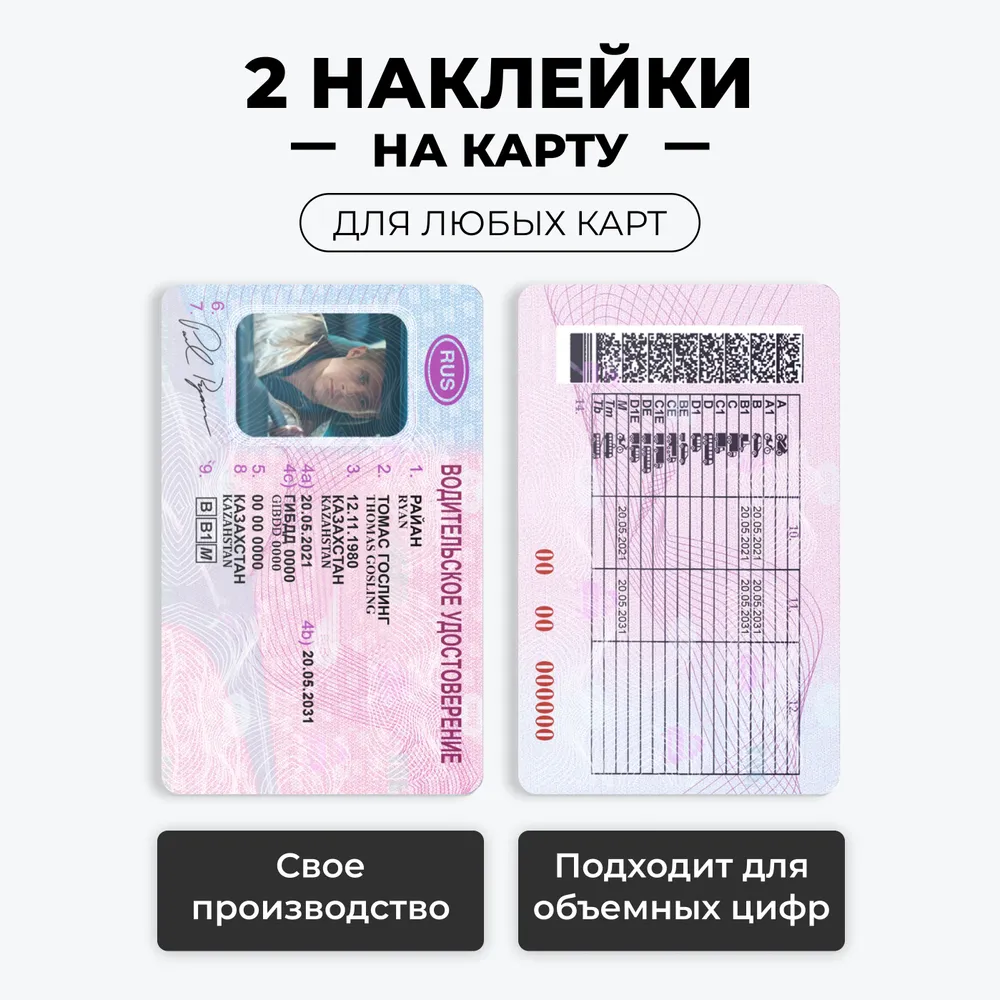 2 НАКЛЕЙКИ
НА КАРТУ
ДЛЯ ЛЮБЫХ КАРТ
RUS
ВОДИТЕЛЬСКОЕ УДОСТОВЕРЕНИЕ
1. РАЙАН
RYAN
2. ТОМАС ГОСЛИНГ
THOMAS GOSLING
3. 12.11.1980
КАЗАХСТАН
KAZAHSTAN
4a) 20.05.2021 4b) 20.05.2031
4c) ГИБДД 0000
GIBDD 0000
5. 00 00 0000
8 КАЗАХСТАН
KAZAHSTAN
9. B B1 M
6.
7.
10. 11. 12.
A
A1
B 20.05.2021 20.05.2031
B1 20.05.2021 20.05.2031
C
C1
D
D1
BE
CE
C1E
DE
D1E
M 20.05.2021 20.05.2031
Tm
Tb
14.
00 00 000000
Свое
производство
Подходит для
объемных цифр